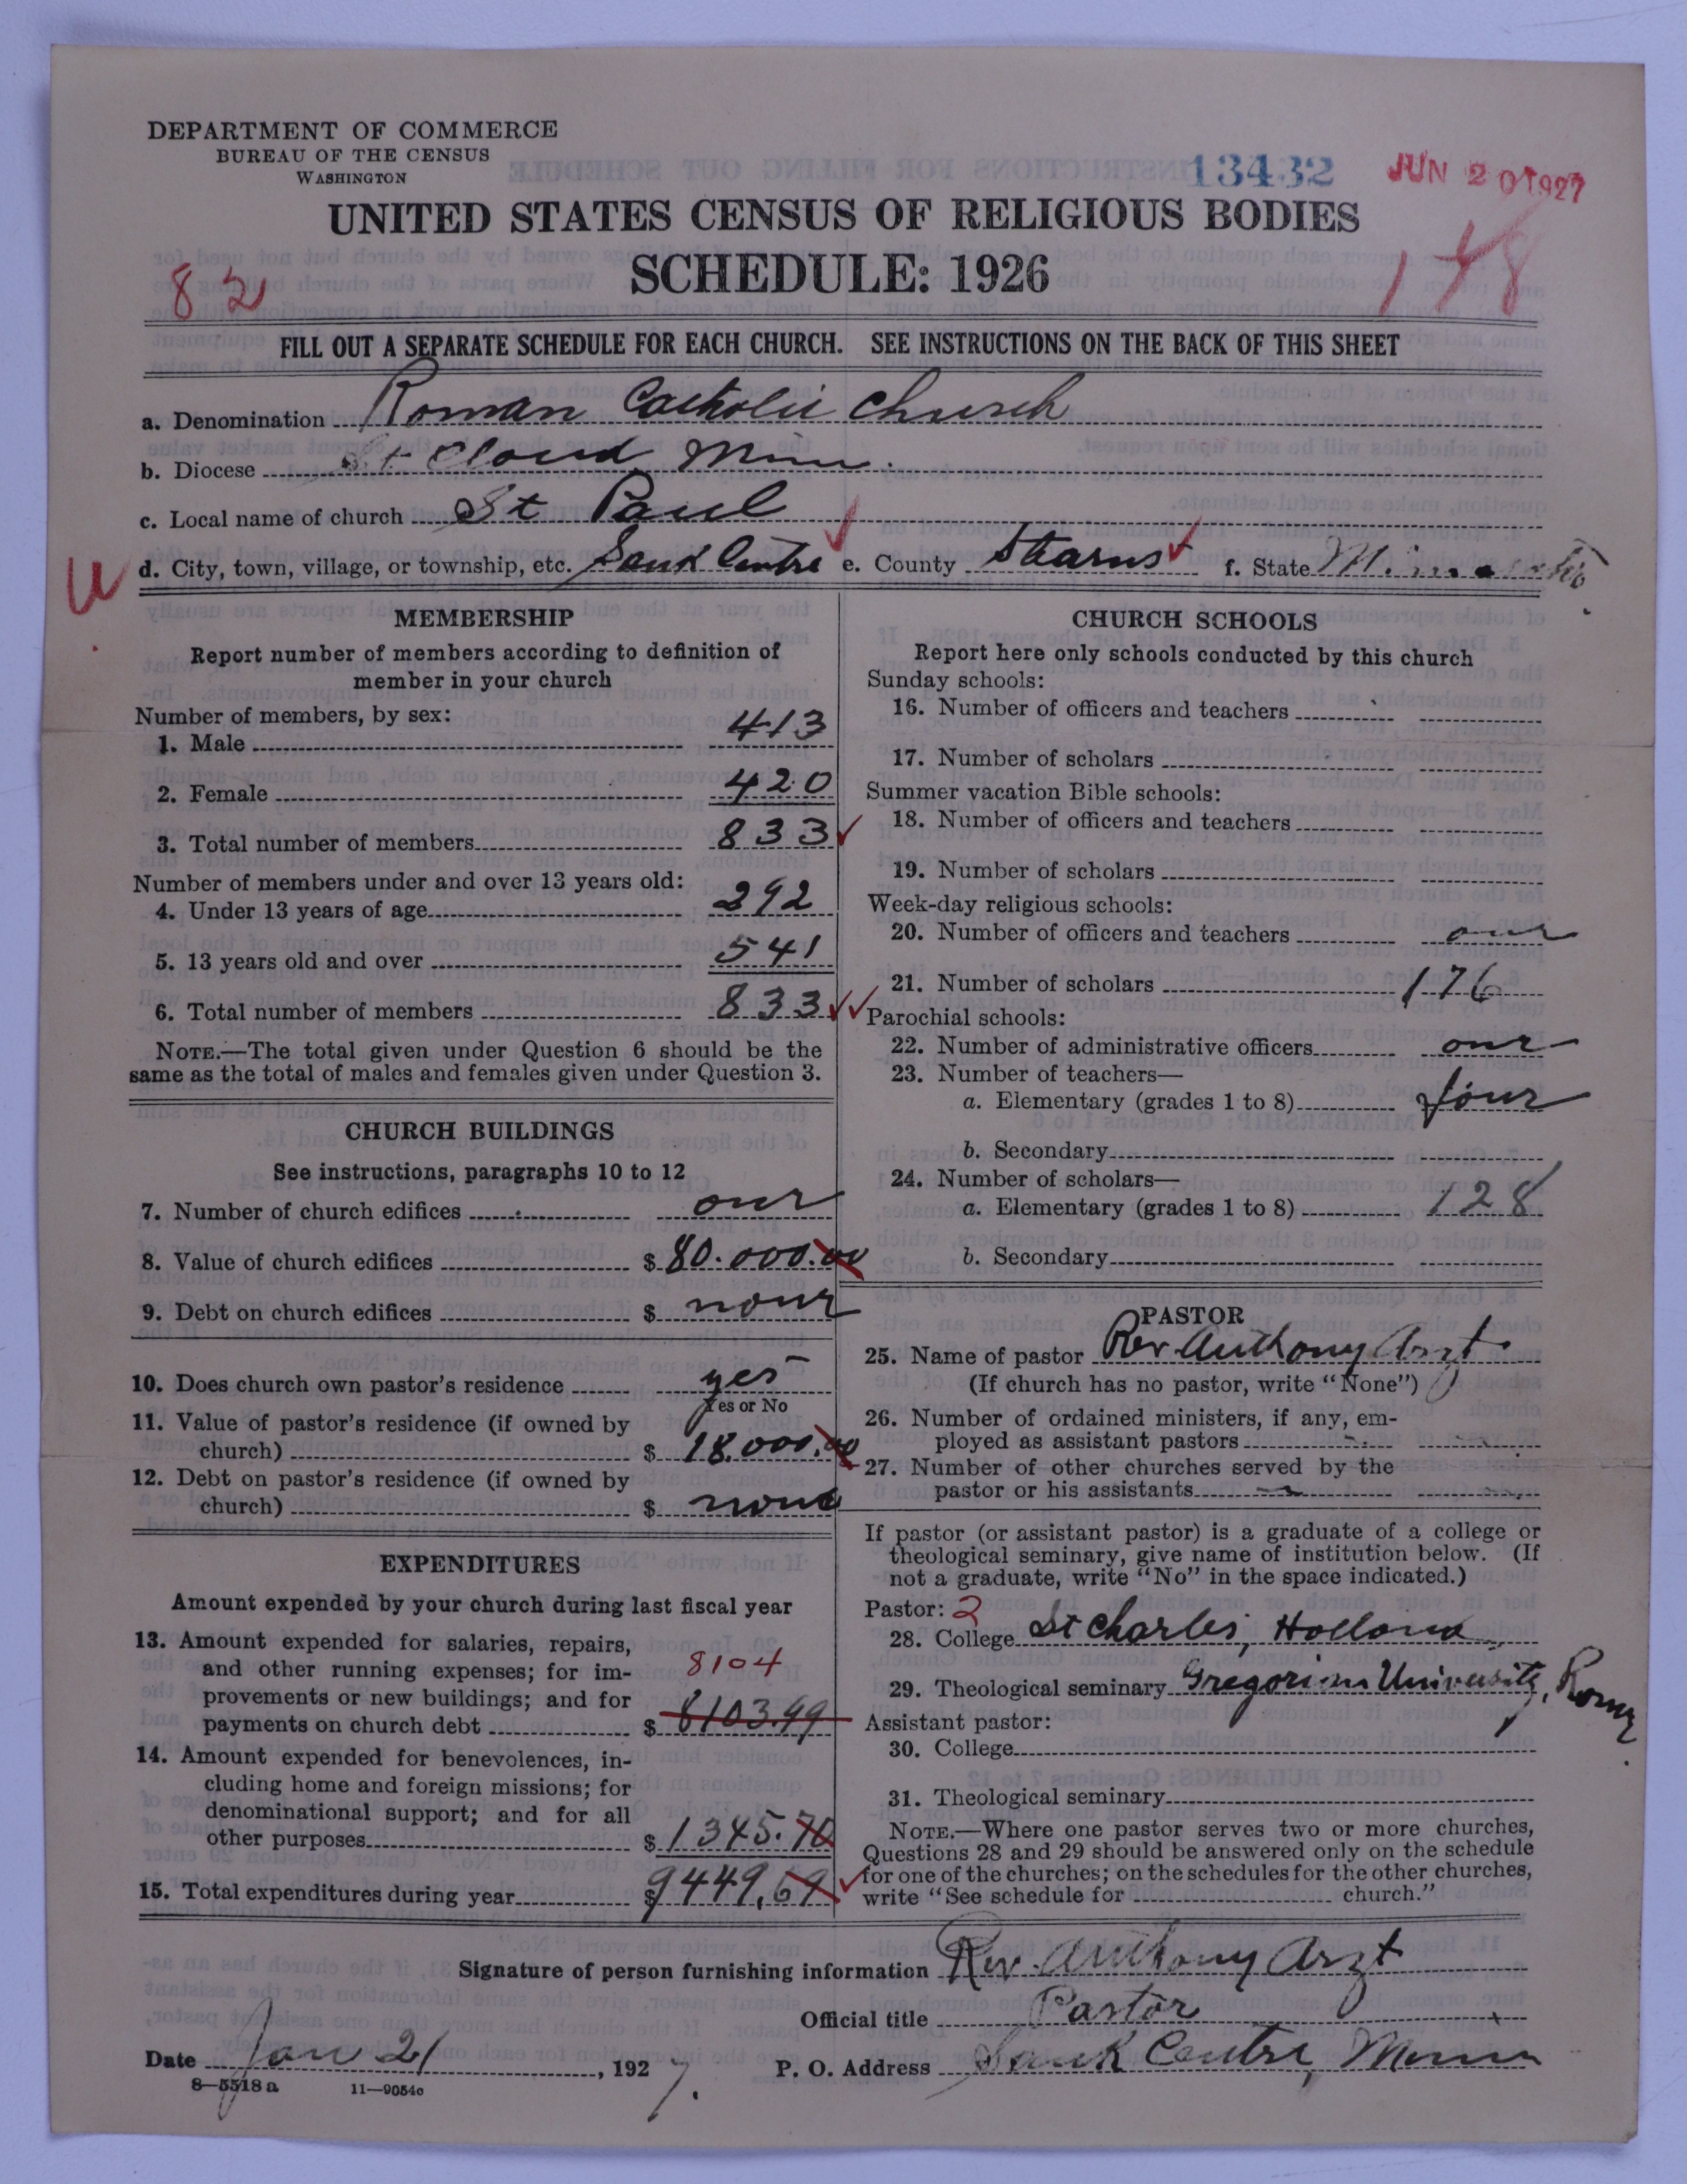 DEPARTMENT OF COMMERCE
BUREAU OF THE CENSUS
WASHINGTON
13432
JUN 20 1927
UNITED STATES CENSUS OF RELIGIOUS BODIES
SCHEDULE: 1926
82
148
FILL OUT A SEPARATE SCHEDULE FOR EACH CHURCH. SEE INSTRUCTIONS ON THE BACK OF THIS SHEET
a. Denomination Roman Catholic Church
b. Diocese St Cloud Minn.
c. Local name of church St Paul
d. City, town, village, or township, etc. Sauk Centre e. County Stearns f. State Minnesota
MEMBERSHIP
Report number of members according to definition of
member in your church
Number of members, by sex:
1. Male 413
2. Female 420
3. Total number of members 833
Number of members under and over 13 years old:
4. Under 13 years of age 292
5. 13 years old and over 541
6. Total number of members 833
NOTE.—The total given under Question 6 should be the
same as the total of males and females given under Question 3.
CHURCH BUILDINGS
See instructions, paragraphs 10 to 12
7. Number of church edifices one
8. Value of church edifices $ 80.000.00
9. Debt on church edifices $ none
10. Does church own pastor's residence yes
Yes or No
11. Value of pastor's residence (if owned by
church) $ 18.000.00
12. Debt on pastor's residence (if owned by
church) $ none
EXPENDITURES
Amount expended by your church during last fiscal year
13. Amount expended for salaries, repairs,
and other running expenses; for im-
8104
provements or new buildings; and for
payments on church debt $ 8103.99
14. Amount expended for benevolences, in-
cluding home and foreign missions; for
denominational support; and for all
other purposes $ 1345.70
15. Total expenditures during year $ 9449.69
CHURCH SCHOOLS
Report here only schools conducted by this church
Sunday schools:
16. Number of officers and teachers
17. Number of scholars
Summer vacation Bible schools:
18. Number of officers and teachers
19. Number of scholars
Week-day religious schools:
20. Number of officers and teachers one
21. Number of scholars 176
Parochial schools:
22. Number of administrative officers one
23. Number of teachers—
a. Elementary (grades 1 to 8) four
b. Secondary
24. Number of scholars—
a. Elementary (grades 1 to 8) 128
b. Secondary
PASTOR
25. Name of pastor Rev Anthony Arzt
(If church has no pastor, write "None")
26. Number of ordained ministers, if any, em-
ployed as assistant pastors
27. Number of other churches served by the
pastor or his assistants
If pastor (or assistant pastor) is a graduate of a college or
theological seminary, give name of institution below. (If
not a graduate, write "No" in the space indicated.)
Pastor: 2
28. College St Charles, Holland
29. Theological seminary Gregorian University, Rome
Assistant pastor:
30. College
31. Theological seminary
NOTE.—Where one pastor serves two or more churches,
Questions 28 and 29 should be answered only on the schedule
for one of the churches; on the schedules for the other churches,
write "See schedule for church."
Signature of person furnishing information Rev. Anthony Arzt
Official title Pastor
Date Jan 21, 1927. P. O. Address Sauk Centre, Minn
8—5518a 11—9054c